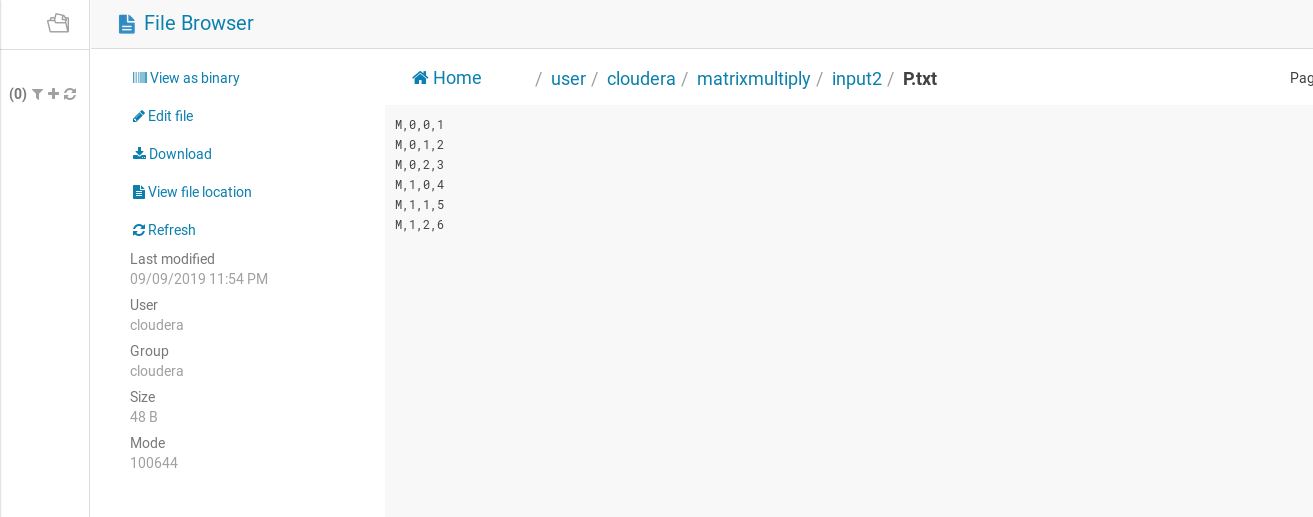 File Browser
(0)
View as binary
Edit file
Download
View file location
Refresh
Last modified
09/09/2019 11:54 PM
User
cloudera
Group
cloudera
Size
48 B
Mode
100644
Home / user / cloudera / matrixmultiply / input2 / P.txt
Pag
M,0,0,1
M,0,1,2
M,0,2,3
M,1,0,4
M,1,1,5
M,1,2,6